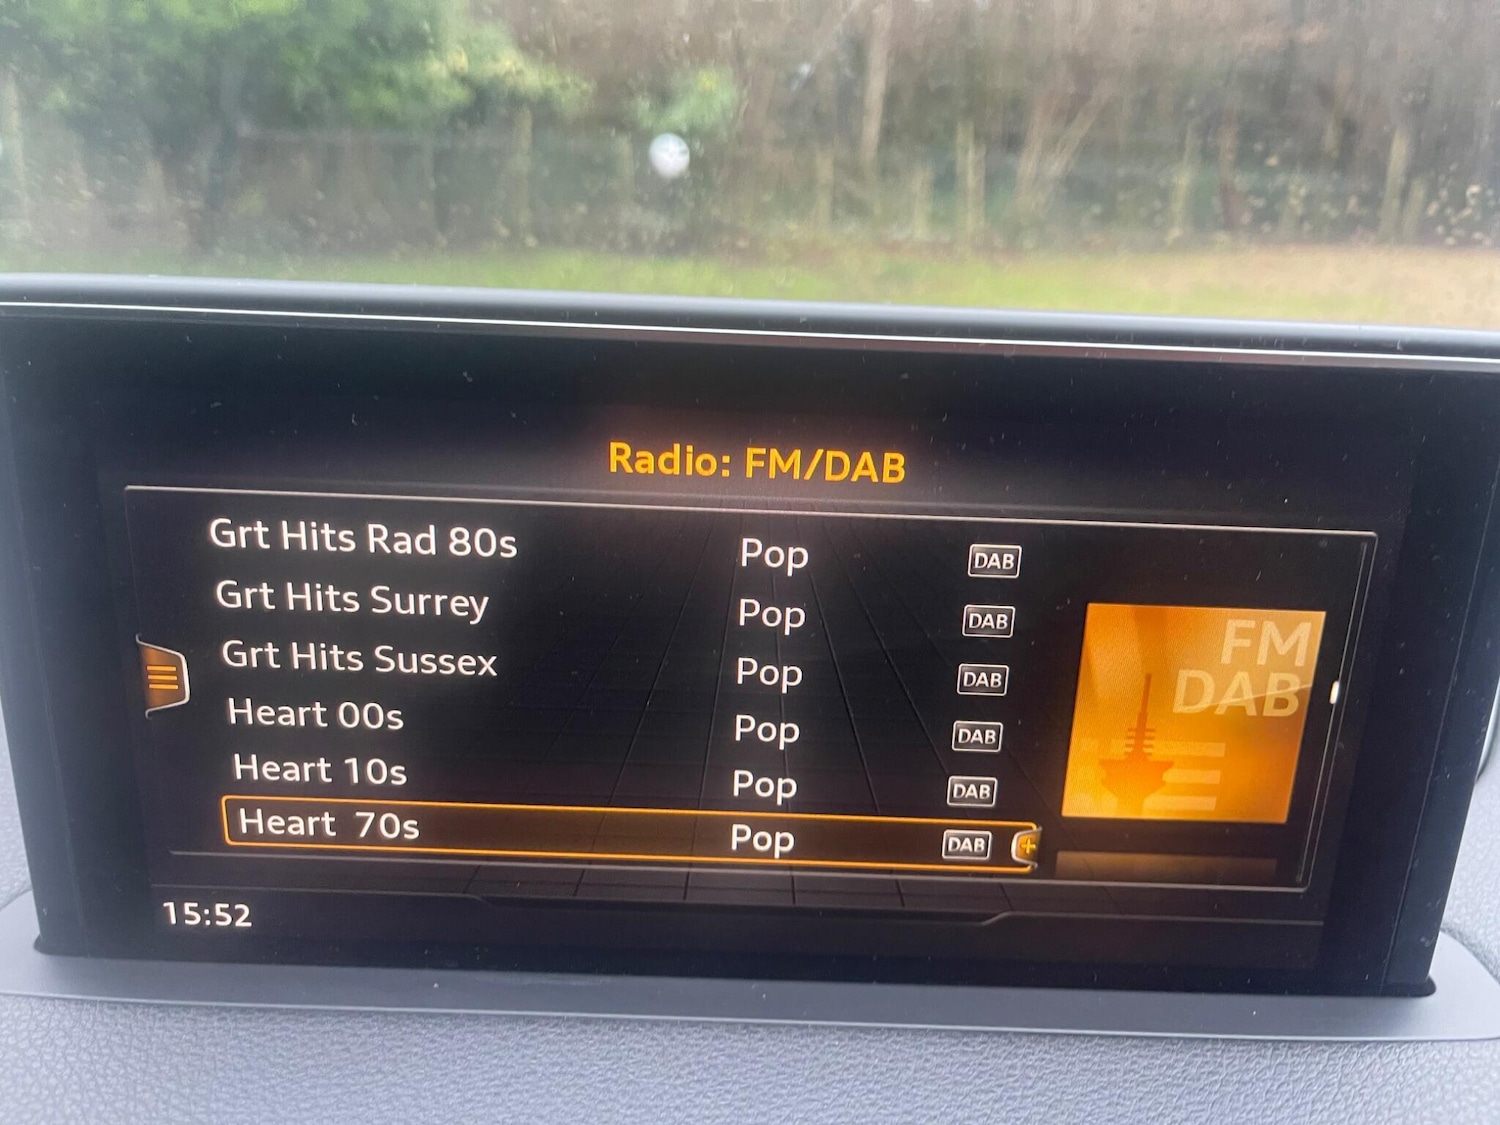 Radio: FM/DAB
Grt Hits Rad 80s Pop DAB
Grt Hits Surrey Pop DAB
Grt Hits Sussex Pop DAB
Heart 00s Pop DAB
Heart 10s Pop DAB
Heart 70s Pop DAB +
FM
DAB
15:52